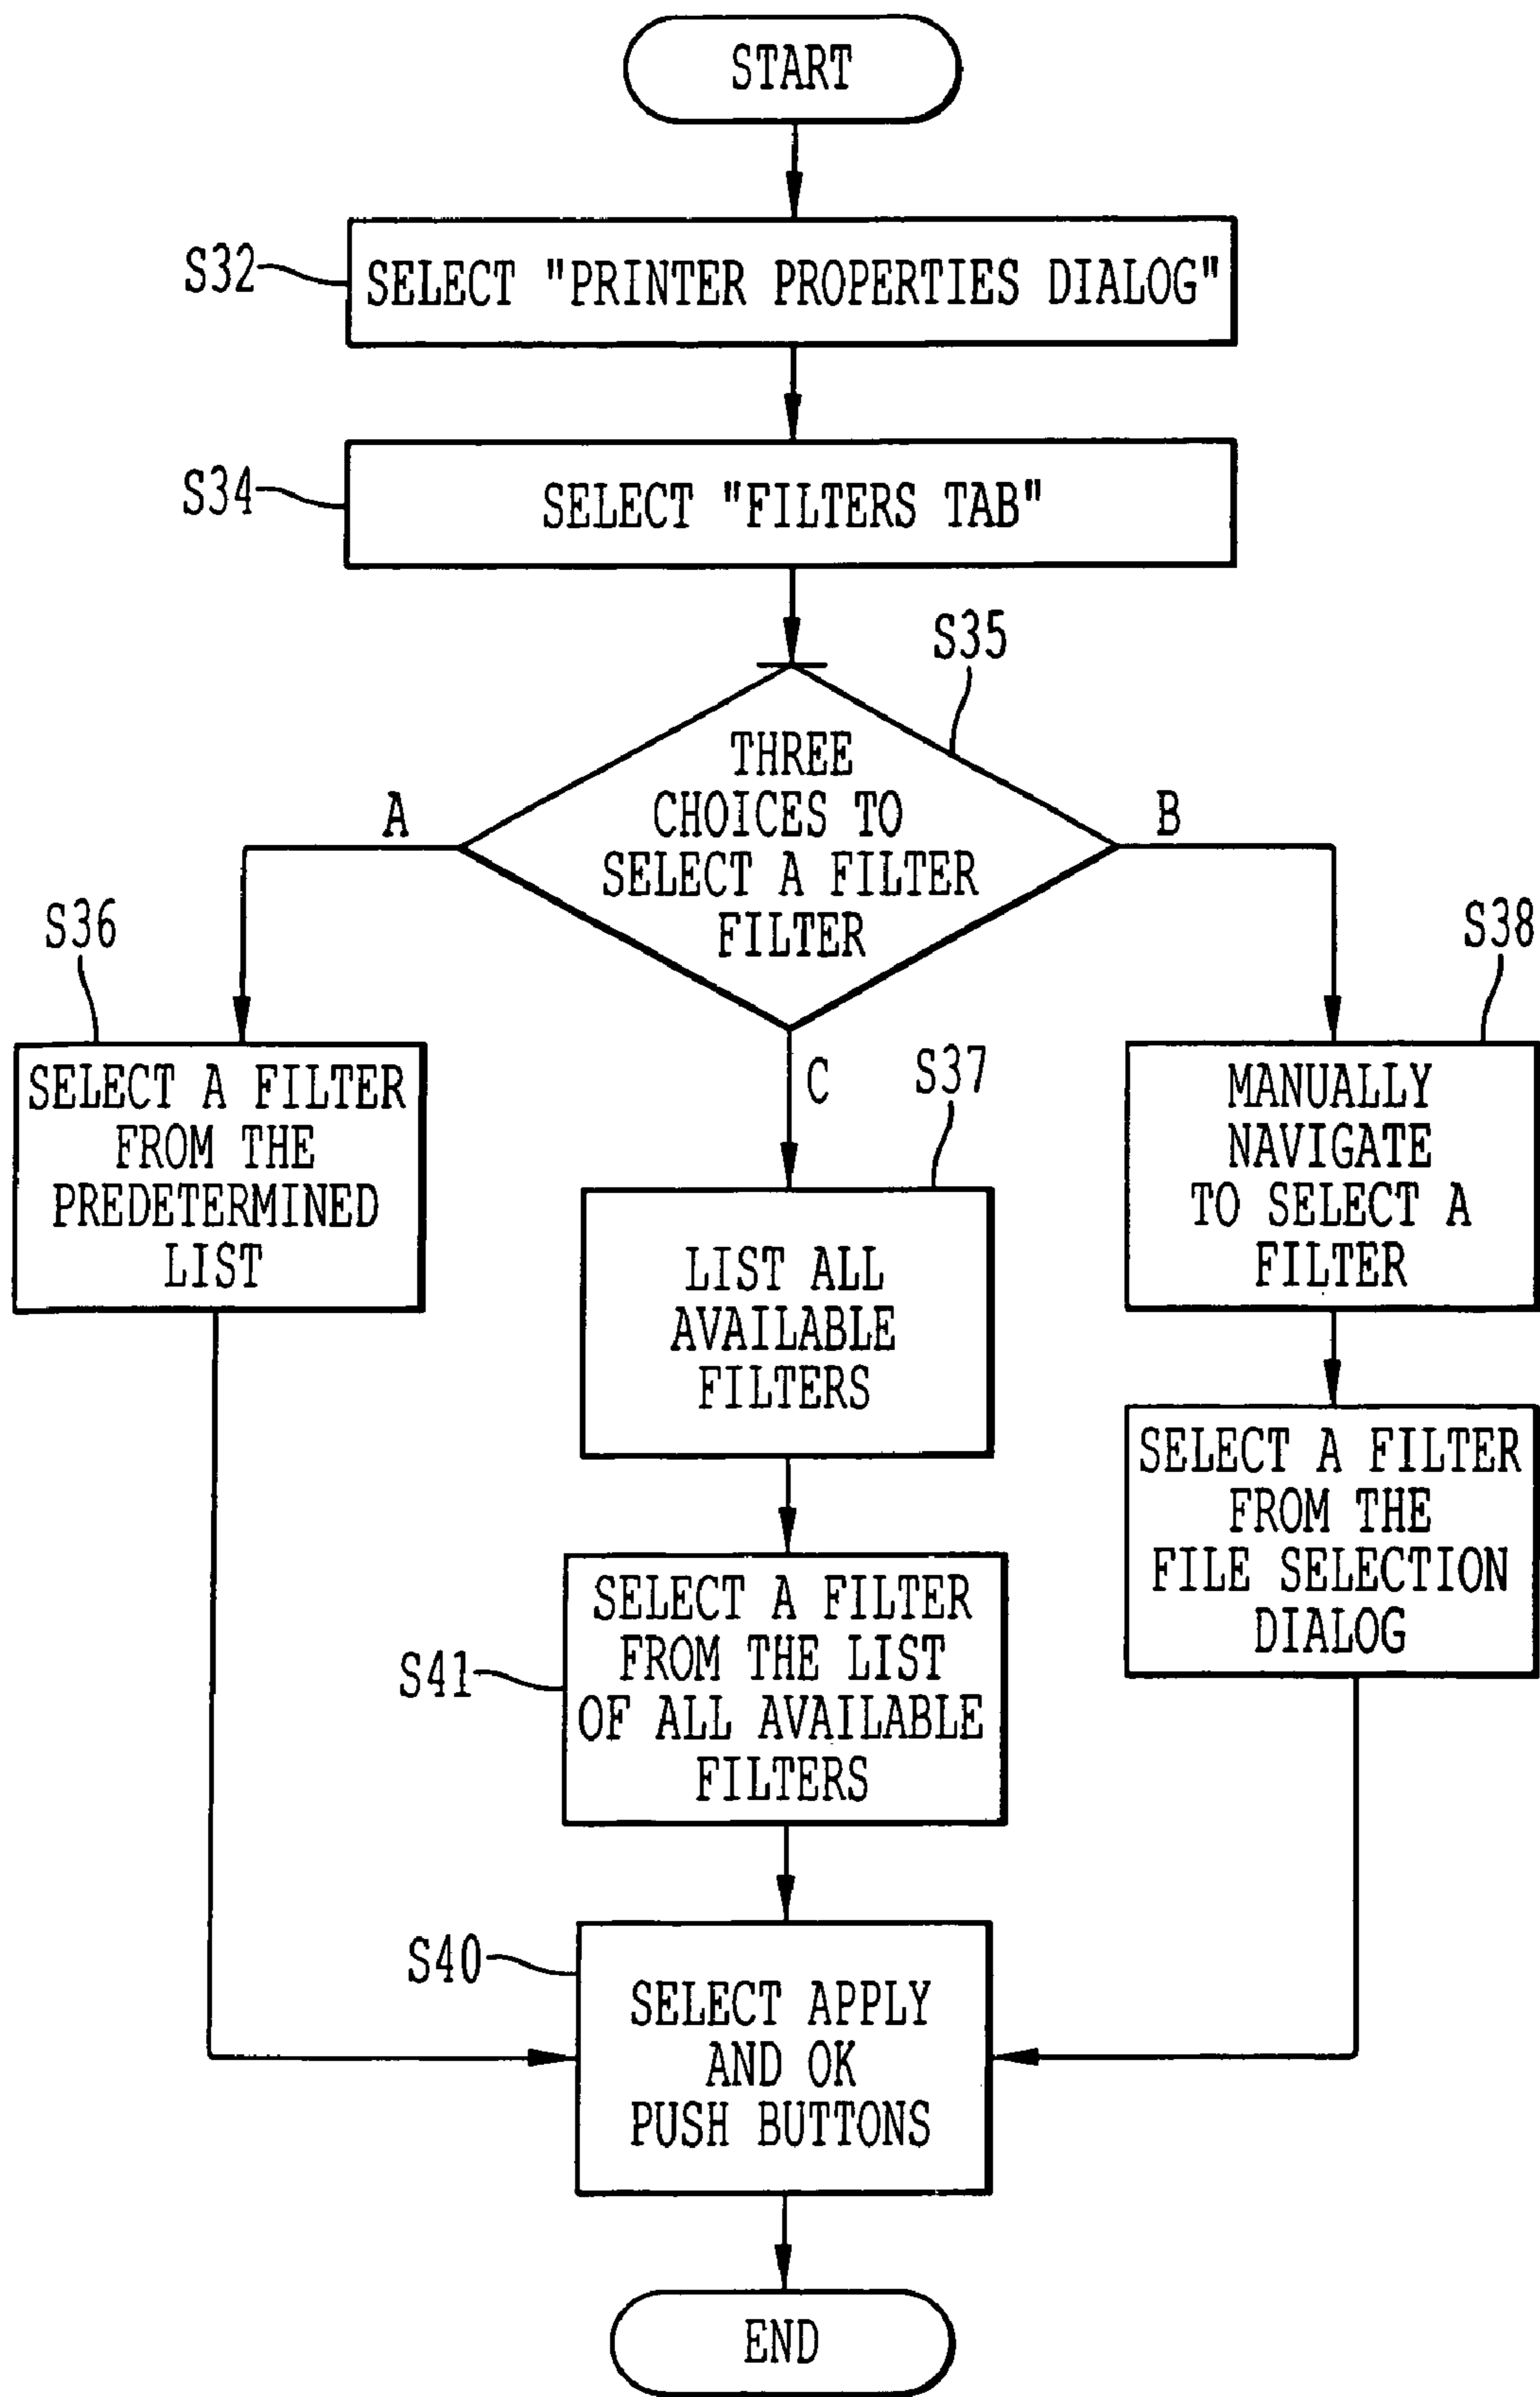 START
S32
SELECT "PRINTER PROPERTIES DIALOG"
S34
SELECT "FILTERS TAB"
S35
THREE
CHOICES TO
SELECT A FILTER
FILTER
A
B
C
S36
SELECT A FILTER
FROM THE
PREDETERMINED
LIST
S37
LIST ALL
AVAILABLE
FILTERS
S38
MANUALLY
NAVIGATE
TO SELECT A
FILTER
SELECT A FILTER
FROM THE
FILE SELECTION
DIALOG
S41
SELECT A FILTER
FROM THE LIST
OF ALL AVAILABLE
FILTERS
S40
SELECT APPLY
AND OK
PUSH BUTTONS
END